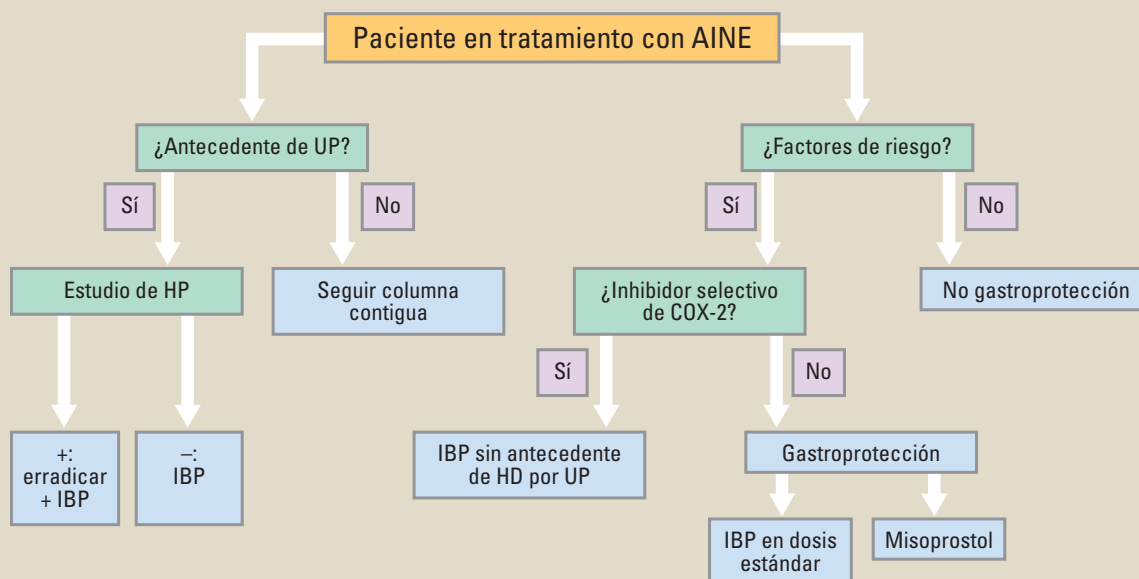 Paciente en tratamiento con AINE
¿Antecedente de UP?
¿Factores de riesgo?
Sí
No
Sí
No
Estudio de HP
Seguir columna
contigua
¿Inhibidor selectivo
de COX-2?
No gastroprotección
Sí
No
+:
erradicar
+ IBP
–:
IBP
IBP sin antecedente
de HD por UP
Gastroprotección
IBP en dosis
estándar
Misoprostol